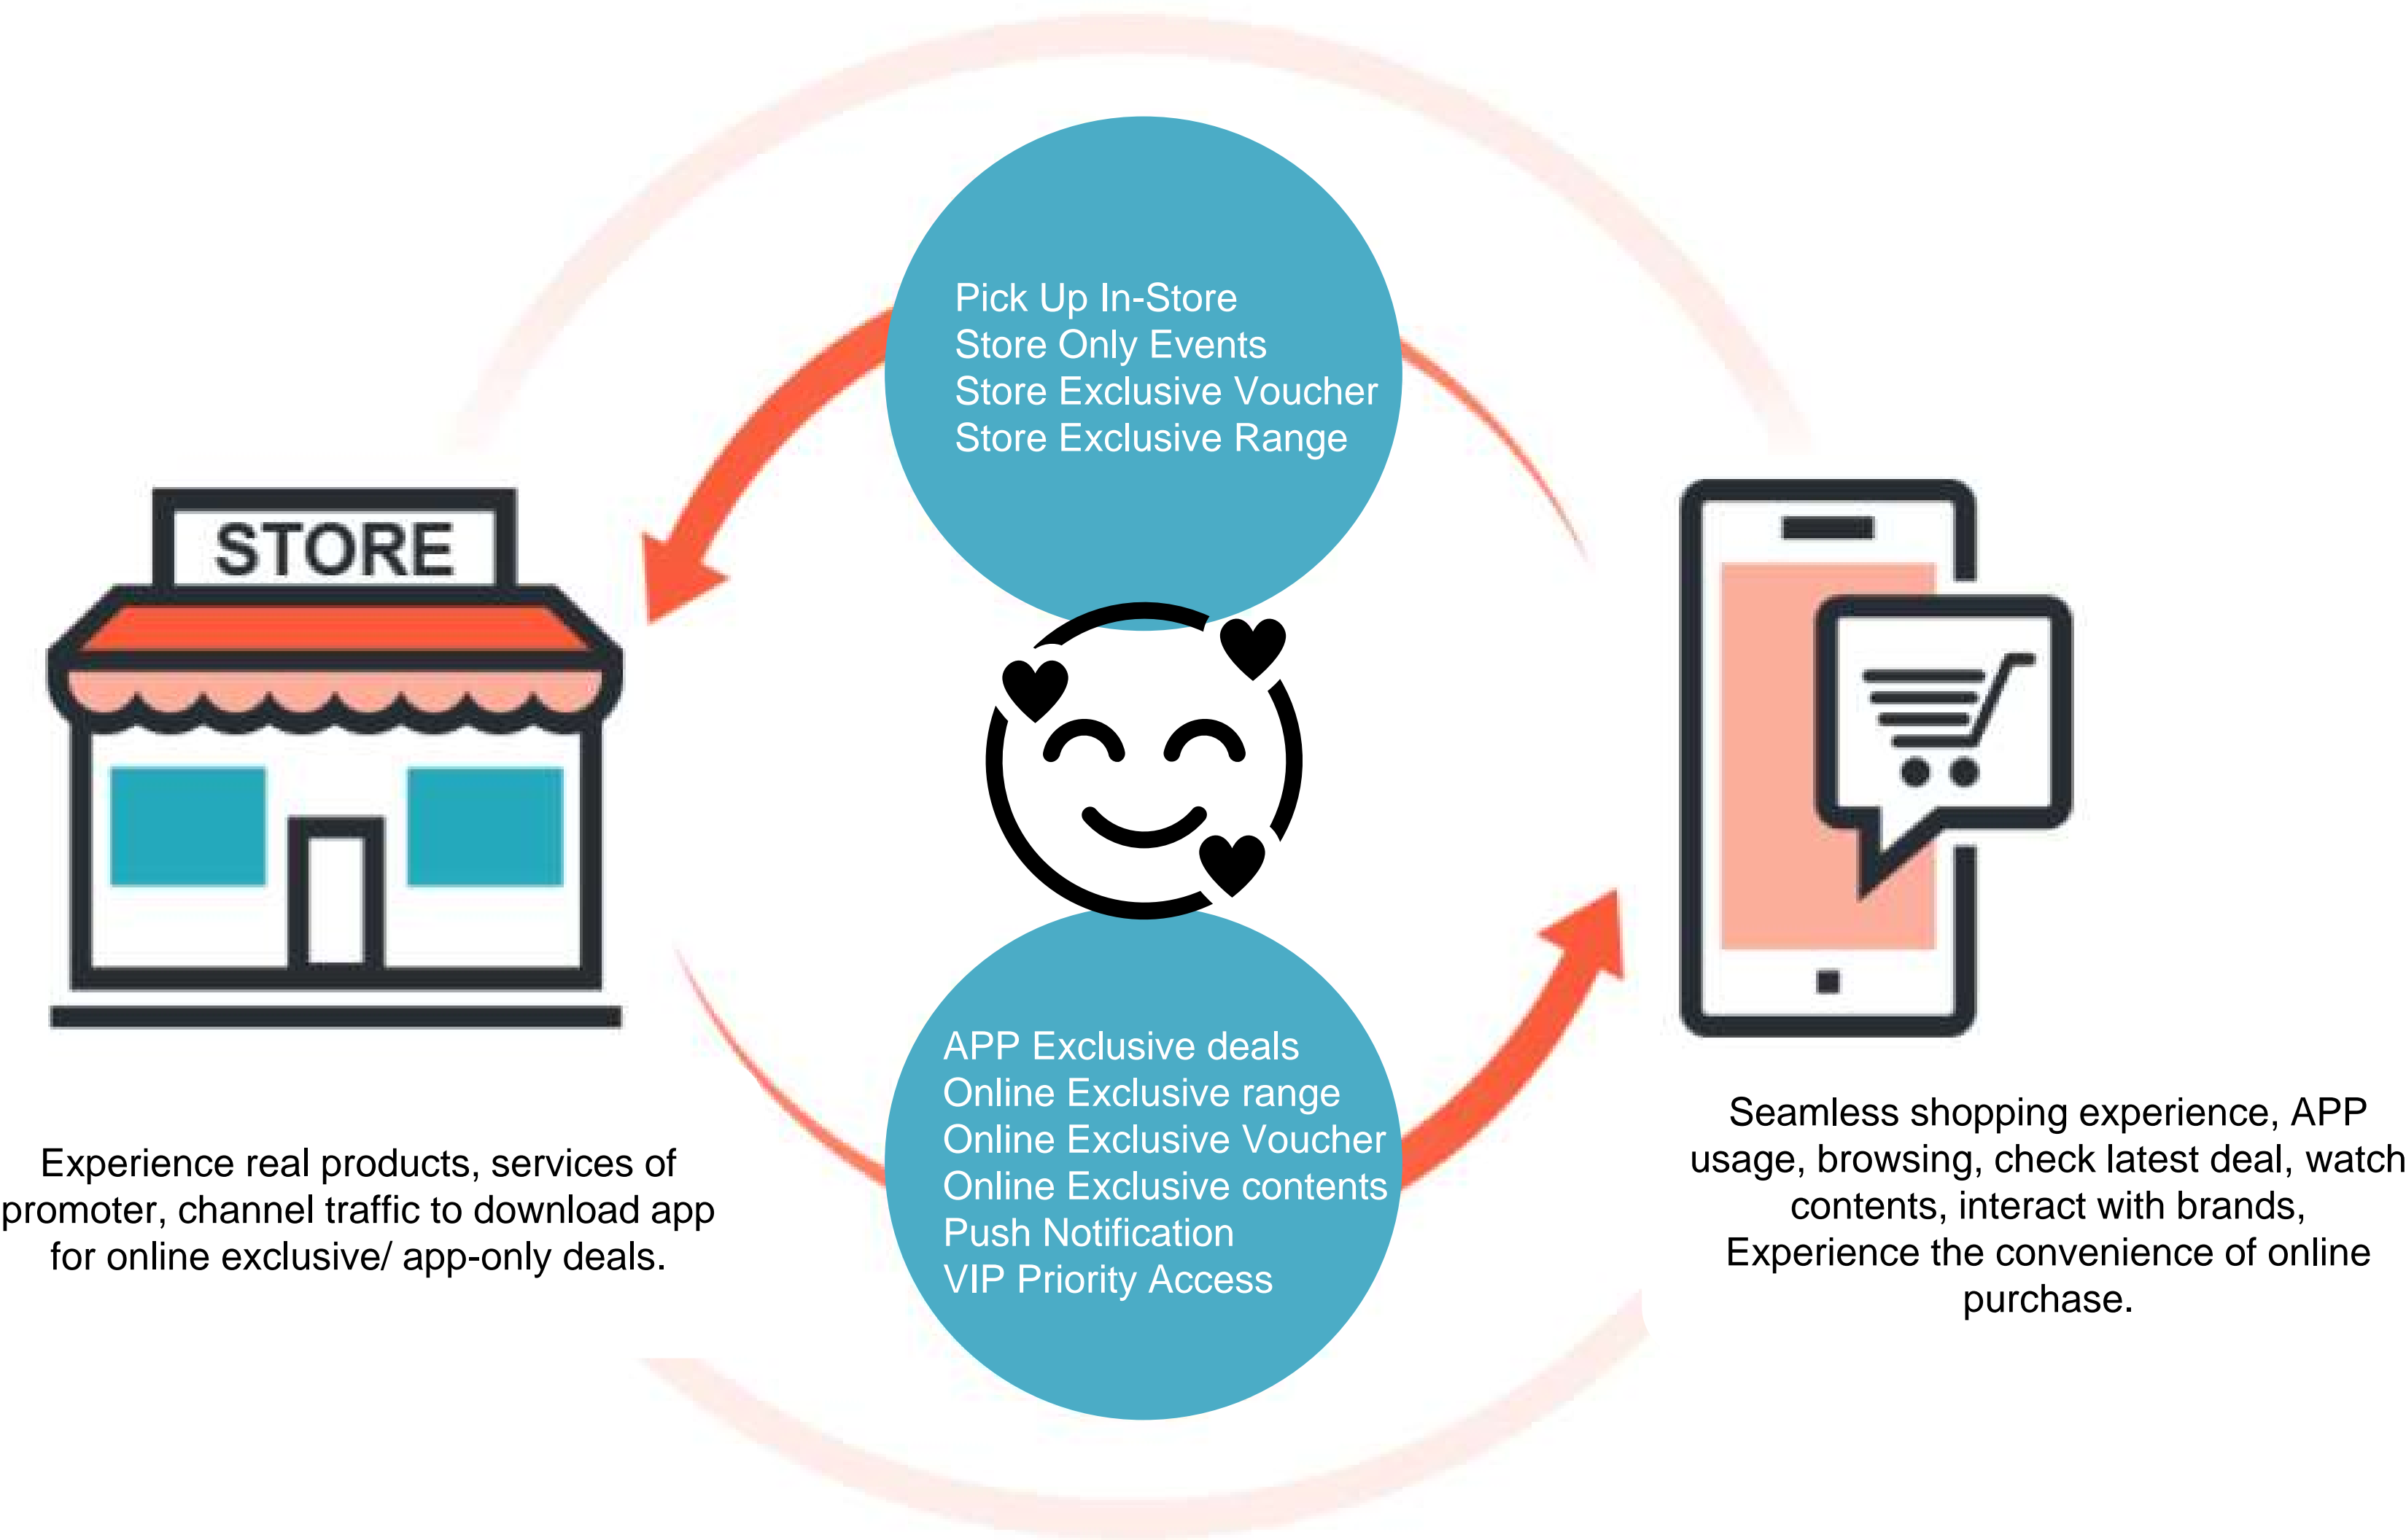 Pick Up In-Store
Store Only Events
Store Exclusive Voucher
Store Exclusive Range
STORE
APP Exclusive deals
Online Exclusive range
Online Exclusive Voucher
Online Exclusive contents
Push Notification
VIP Priority Access
Experience real products, services of
promoter, channel traffic to download app
for online exclusive/ app-only deals.
Seamless shopping experience, APP
usage, browsing, check latest deal, watch
contents, interact with brands,
Experience the convenience of online
purchase.